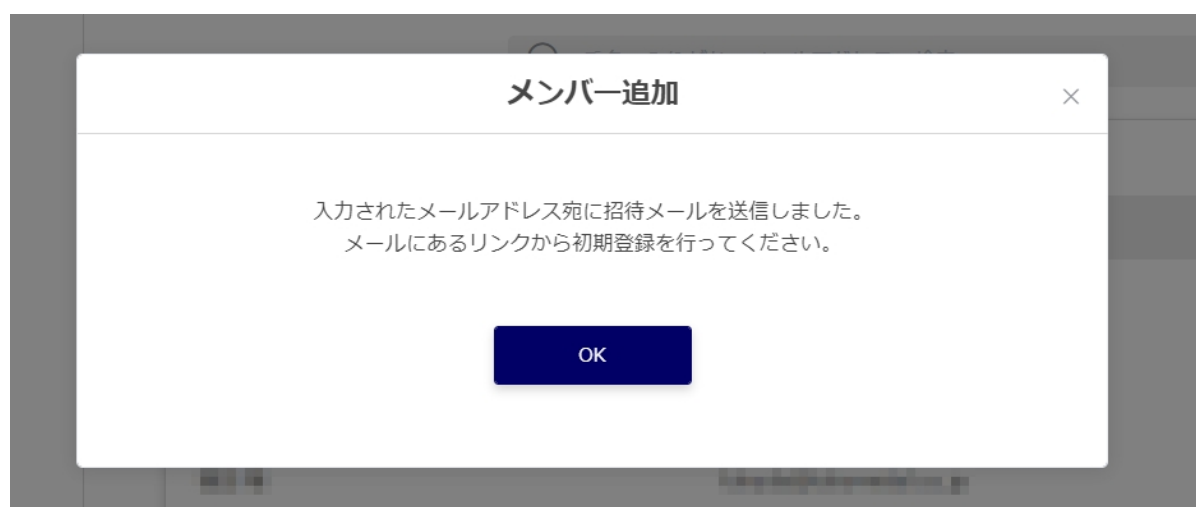 メンバー追加
入力されたメールアドレス宛に招待メールを送信しました。
メールにあるリンクから初期登録を行ってください。
OK